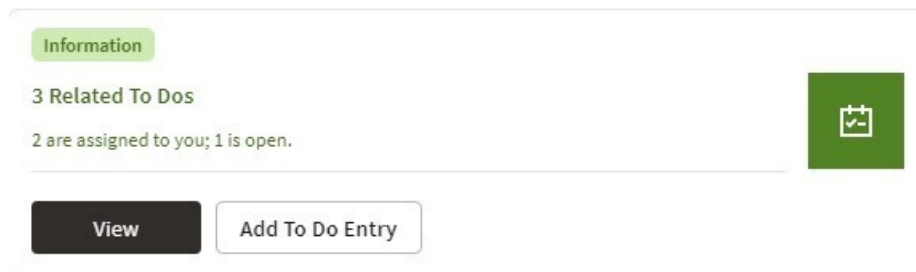 Information
3 Related To Dos
2 are assigned to you; 1 is open.
View
Add To Do Entry